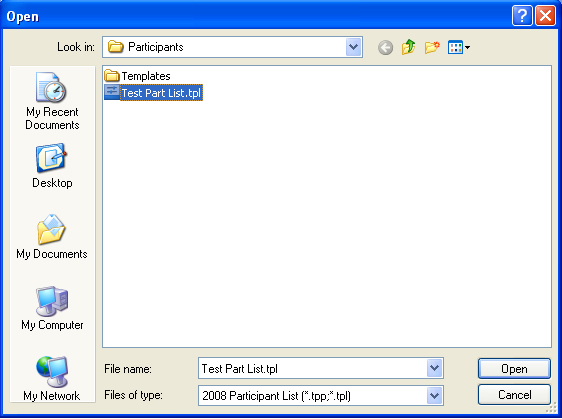 Open
?
Look in:
Participants
Templates
Test Part List.tpl
My Recent
Documents
Desktop
My Documents
My Computer
My Network
File name:
Test Part List.tpl
Open
Files of type:
2008 Participant List (*.tpp;*.tpl)
Cancel